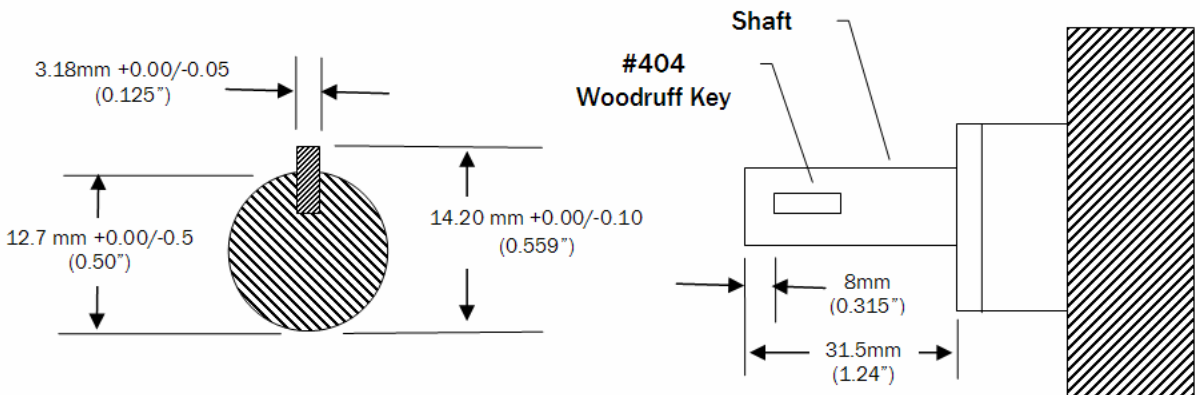 3.18mm +0.00/-0.05
(0.125”)
12.7 mm +0.00/-0.5
(0.50”)
14.20 mm +0.00/-0.10
(0.559”)
Shaft
#404
Woodruff Key
8mm
(0.315”)
31.5mm
(1.24”)